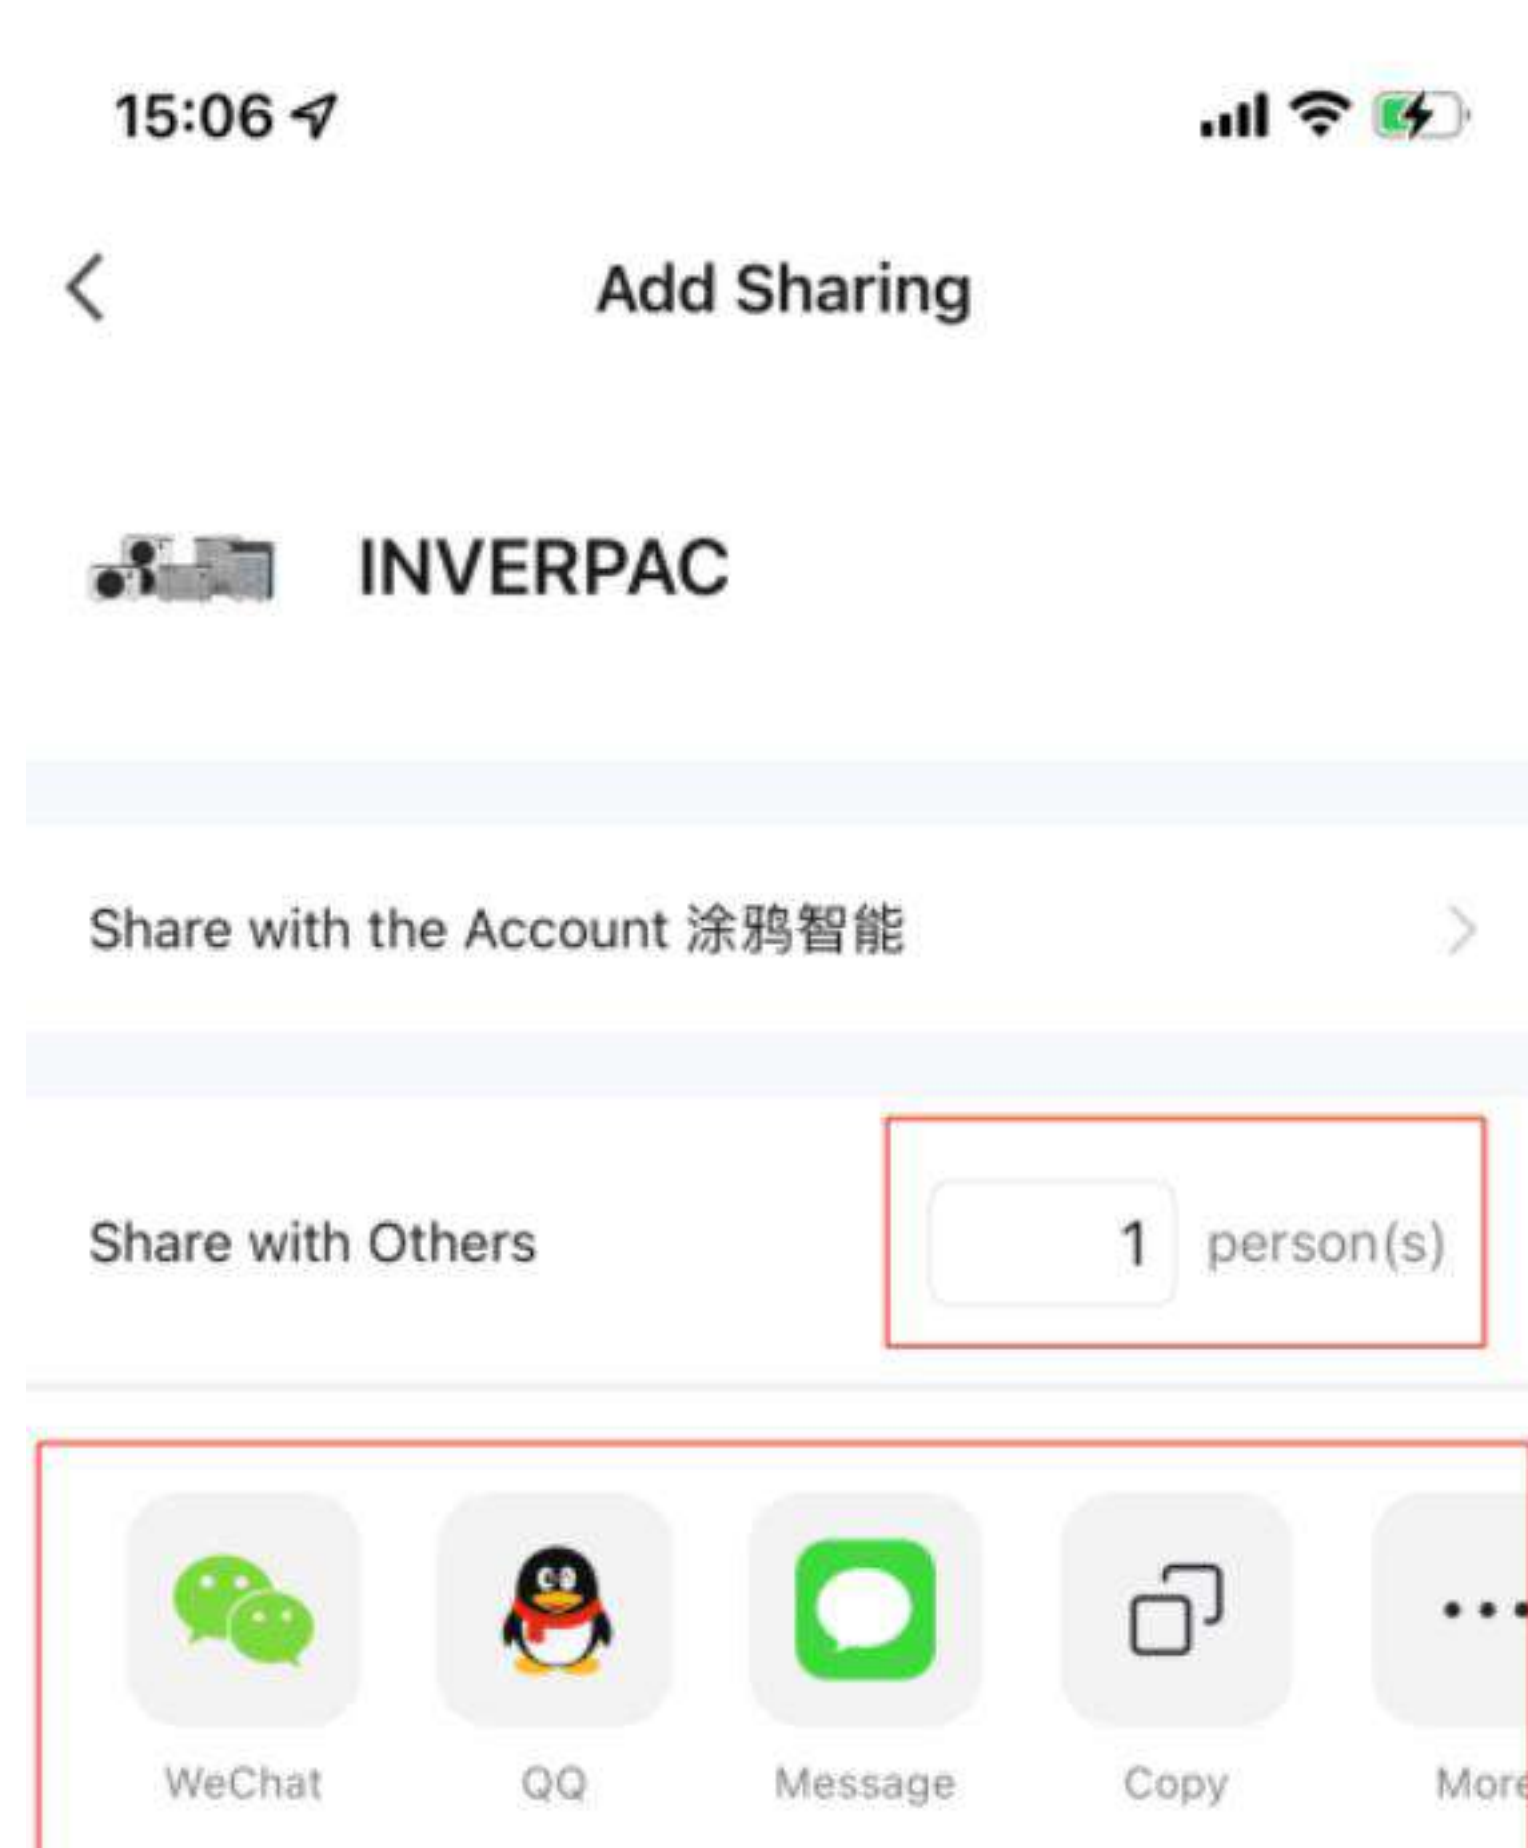 15:06
Add Sharing
INVERPAC
Share with the Account 涂鸦智能
Share with Others 1 person(s)
WeChat QQ Message Copy More